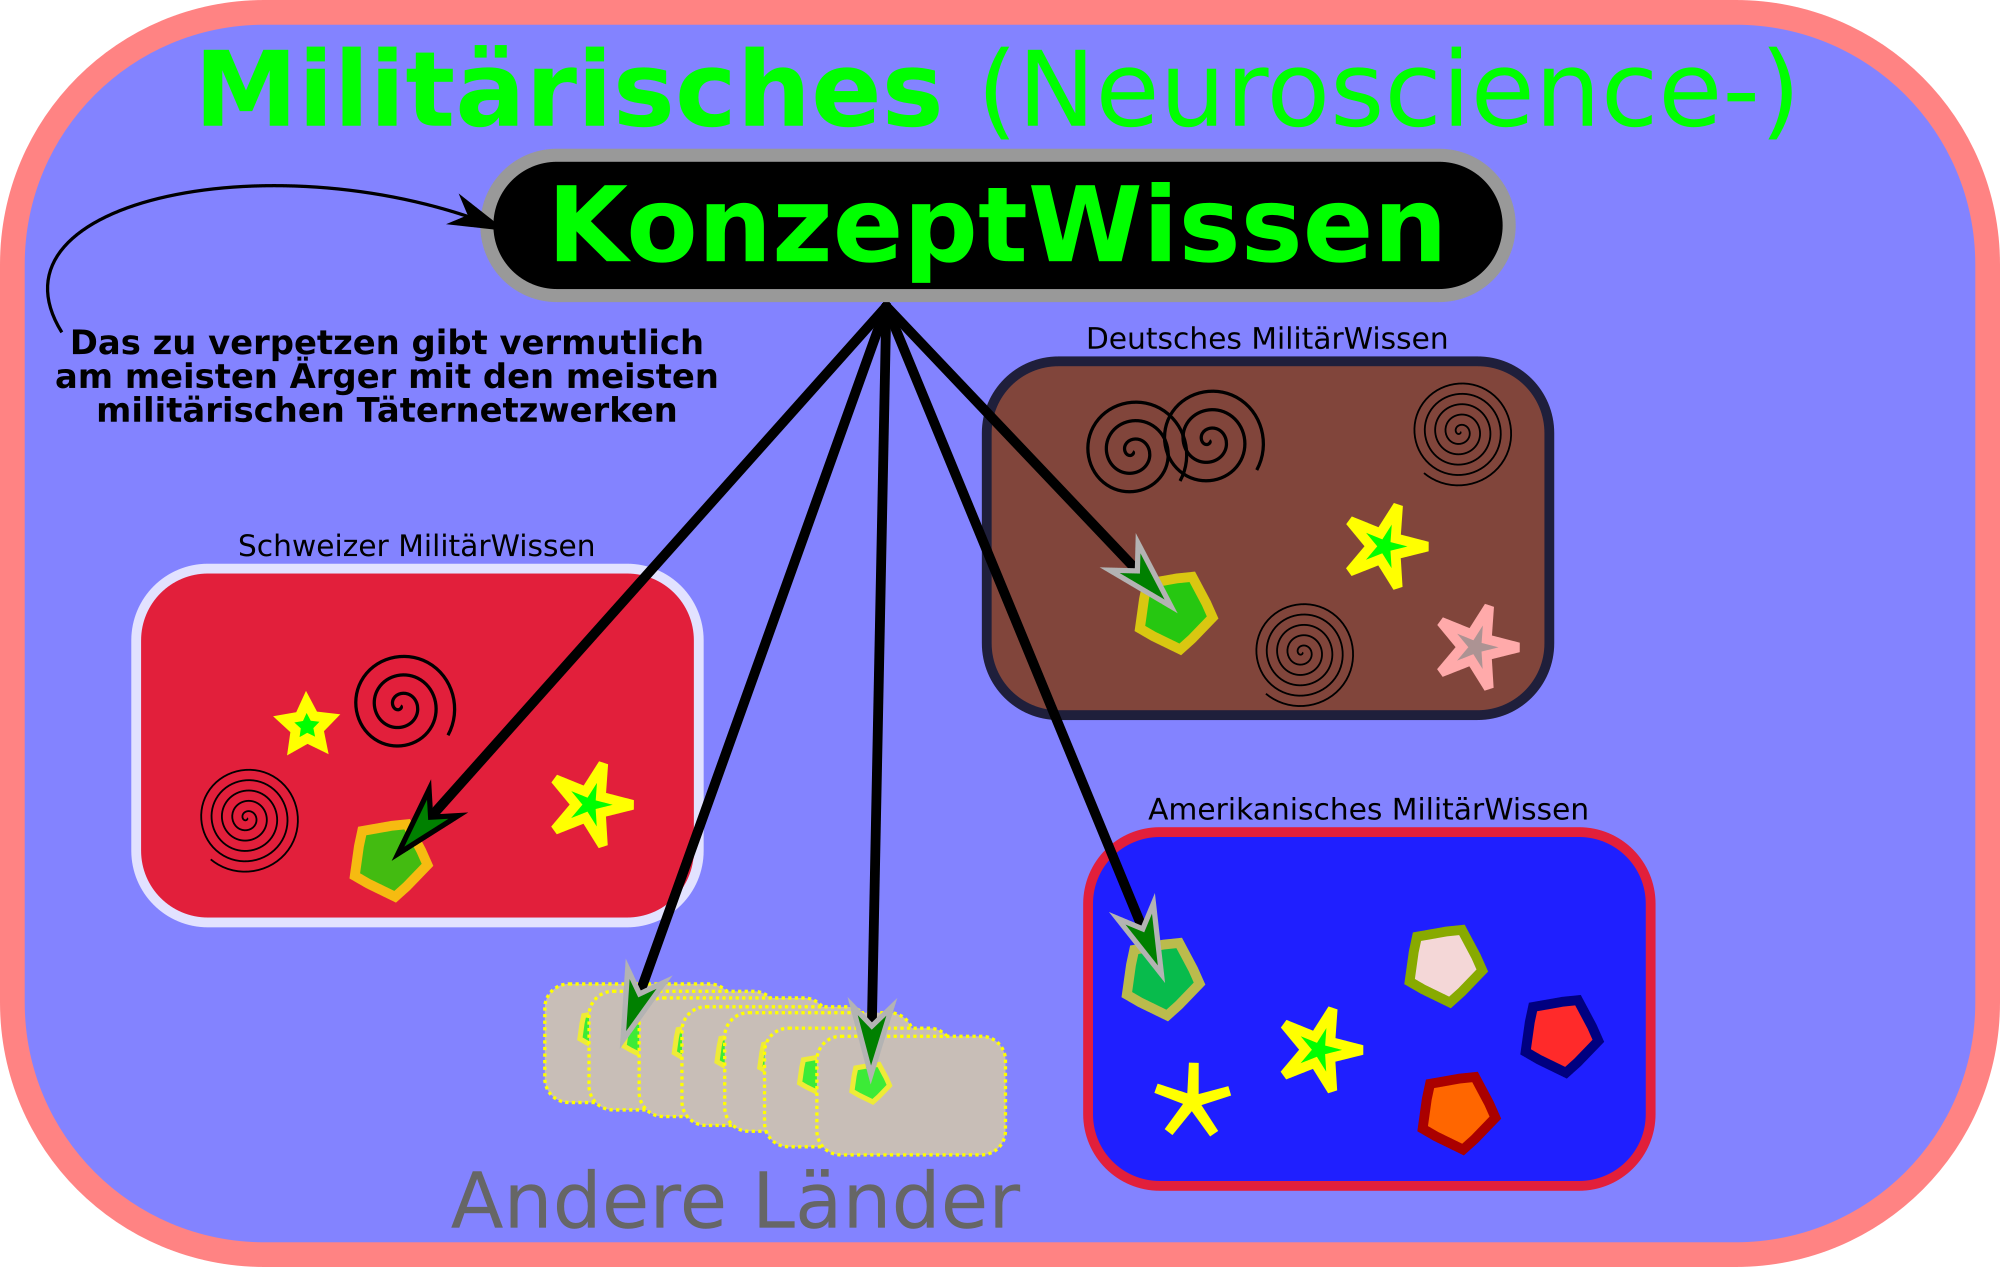 Militärisches (Neuroscience-)
KonzeptWissen
Das zu verpetzen gibt vermutlich
am meisten Ärger mit den meisten
militärischen Täternetzwerken
Deutsches MilitärWissen
Schweizer MilitärWissen
Amerikanisches MilitärWissen
Andere Länder